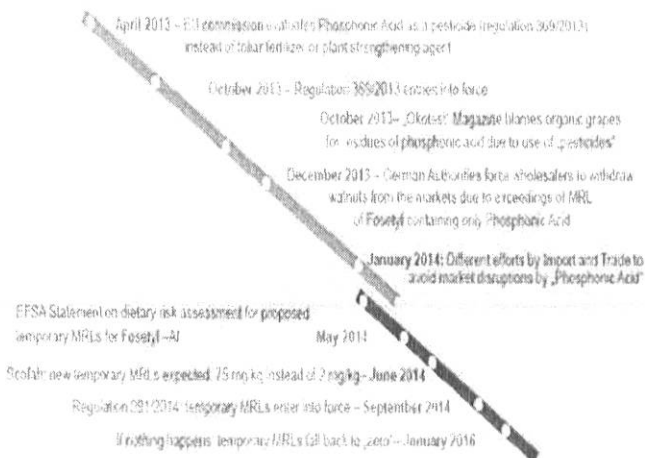 April 2013 – EU commission evaluates Phosphonic Acid as a pesticide (regulation 369/2013)
instead of foliar fertilizer or plant strengthening agent
October 2013 – Regulation 369/2013 enters into force
October 2013– „Ökotest" Magazine blames organic grapes
for residues of phosphonic acid due to use of „pesticides"
December 2013 – German Authorities force wholesalers to withdraw
walnuts from the markets due to exceedings of MRL
of Fosetyl containing only Phosphonic Acid
January 2014: Different efforts by Import and Trade to
avoid market disruptions by „Phosphonic Acid"
EFSA Statement on dietary risk assessment for proposed
temporary MRLs for Fosetyl –Al May 2014
new temporary MRLs expected: 75 mg/kg instead of 2 mg/kg – June 2014
Regulation 991/2014: temporary MRLs enter into force – September 2014
If nothing happens: temporary MRLs fall back to „zero" – January 2016